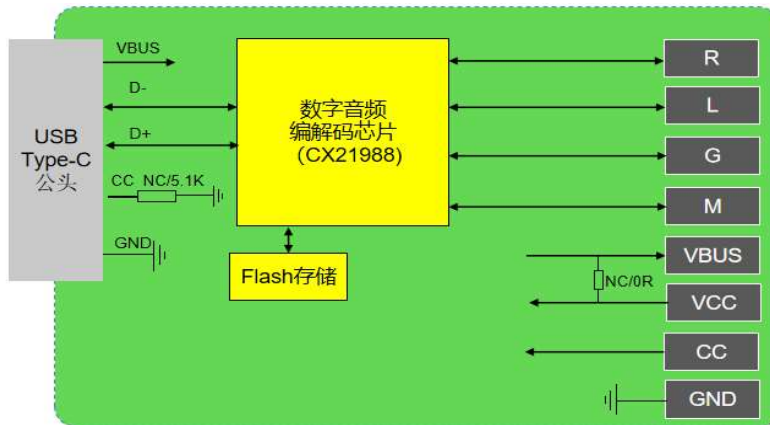 VBUS
D-
D+
CC NC/5.1K
GND
USB
Type-C
公头
数字音频
编解码芯片
（CX21988)
Flash存储
R
L
G
M
VBUS
NC/0R
VCC
CC
GND